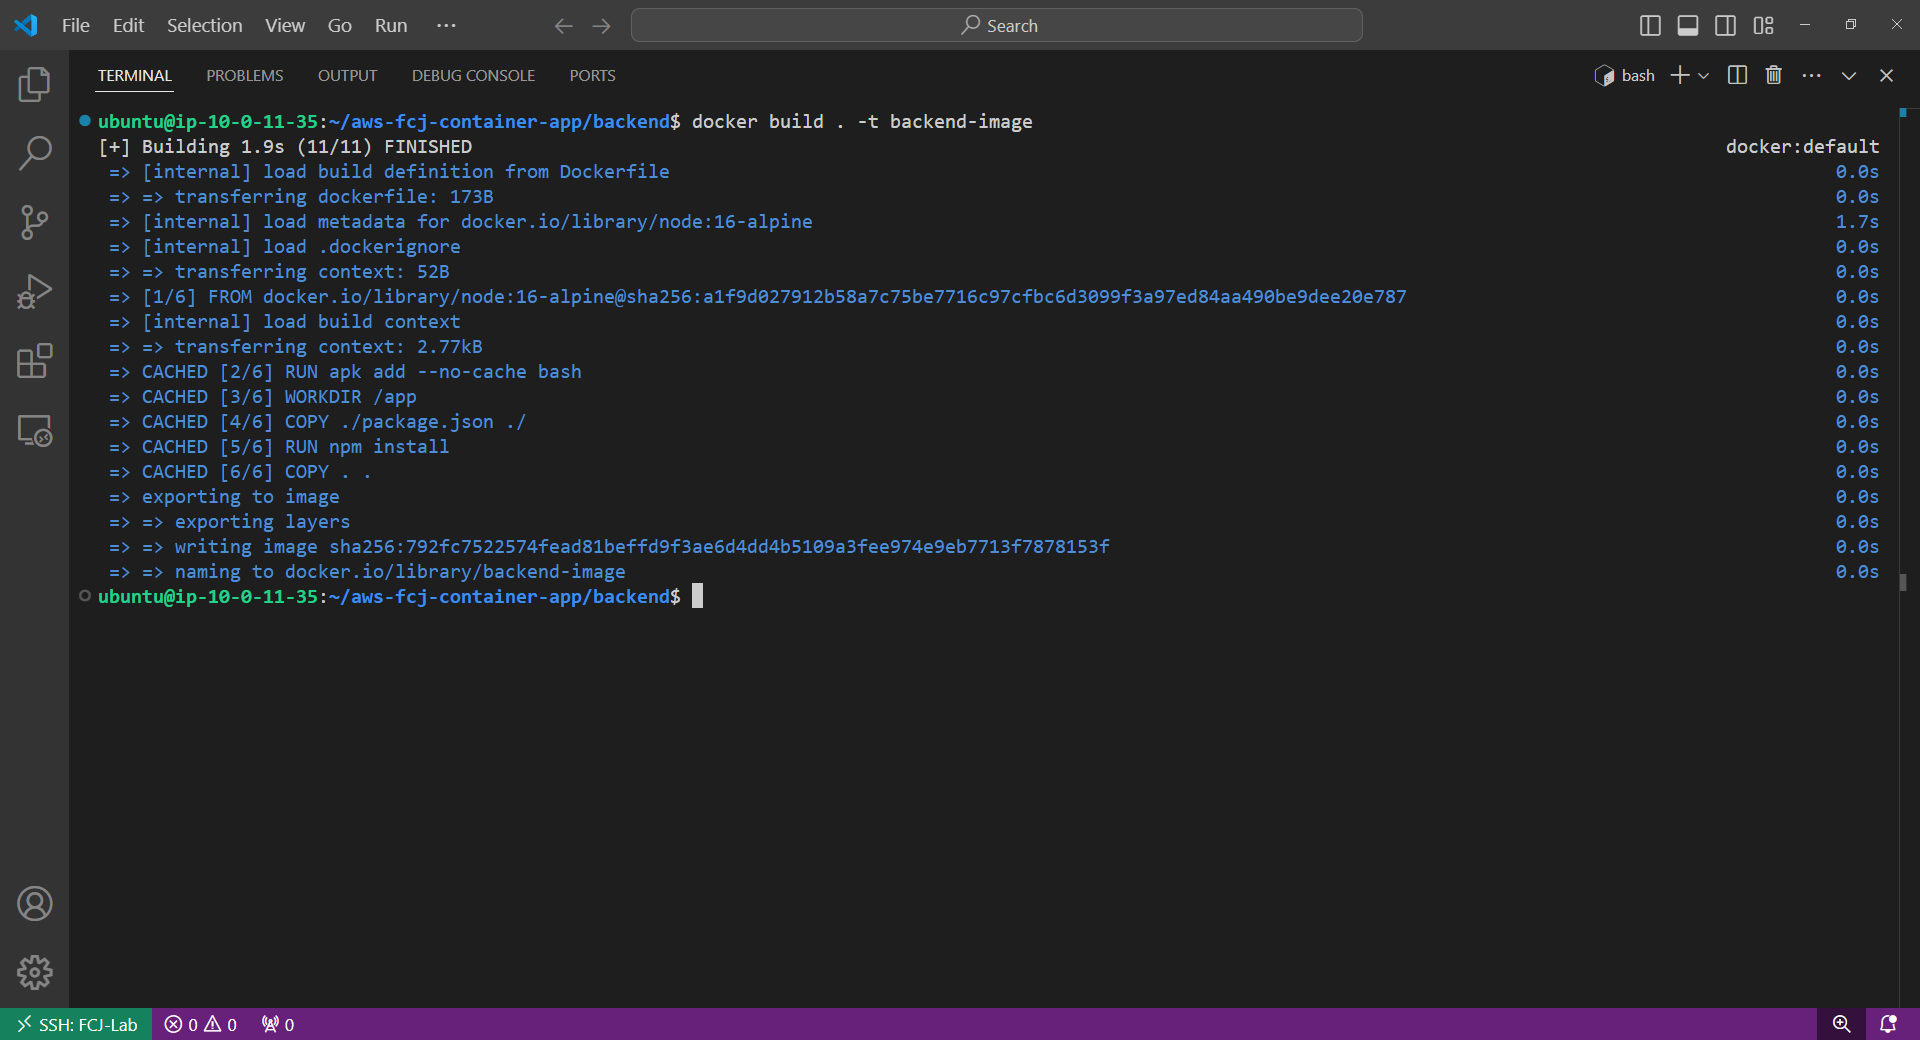 File Edit Selection View Go Run ··· Search
TERMINAL PROBLEMS OUTPUT DEBUG CONSOLE PORTS bash
ubuntu@ip-10-0-11-35:~/aws-fcj-container-app/backend$ docker build . -t backend-image
[+] Building 1.9s (11/11) FINISHED docker:default
=> [internal] load build definition from Dockerfile 0.0s
=> => transferring dockerfile: 173B 0.0s
=> [internal] load metadata for docker.io/library/node:16-alpine 1.7s
=> [internal] load .dockerignore 0.0s
=> => transferring context: 52B 0.0s
=> [1/6] FROM docker.io/library/node:16-alpine@sha256:a1f9d027912b58a7c75be7716c97cfbc6d3099f3a97ed84aa490be9dee20e787 0.0s
=> [internal] load build context 0.0s
=> => transferring context: 2.77kB 0.0s
=> CACHED [2/6] RUN apk add --no-cache bash 0.0s
=> CACHED [3/6] WORKDIR /app 0.0s
=> CACHED [4/6] COPY ./package.json ./ 0.0s
=> CACHED [5/6] RUN npm install 0.0s
=> CACHED [6/6] COPY . . 0.0s
=> exporting to image 0.0s
=> => exporting layers 0.0s
=> => writing image sha256:792fc7522574fead81beffd9f3ae6d4dd4b5109a3fee974e9eb7713f7878153f 0.0s
=> => naming to docker.io/library/backend-image 0.0s
ubuntu@ip-10-0-11-35:~/aws-fcj-container-app/backend$
SSH: FCJ-Lab 0 0 0